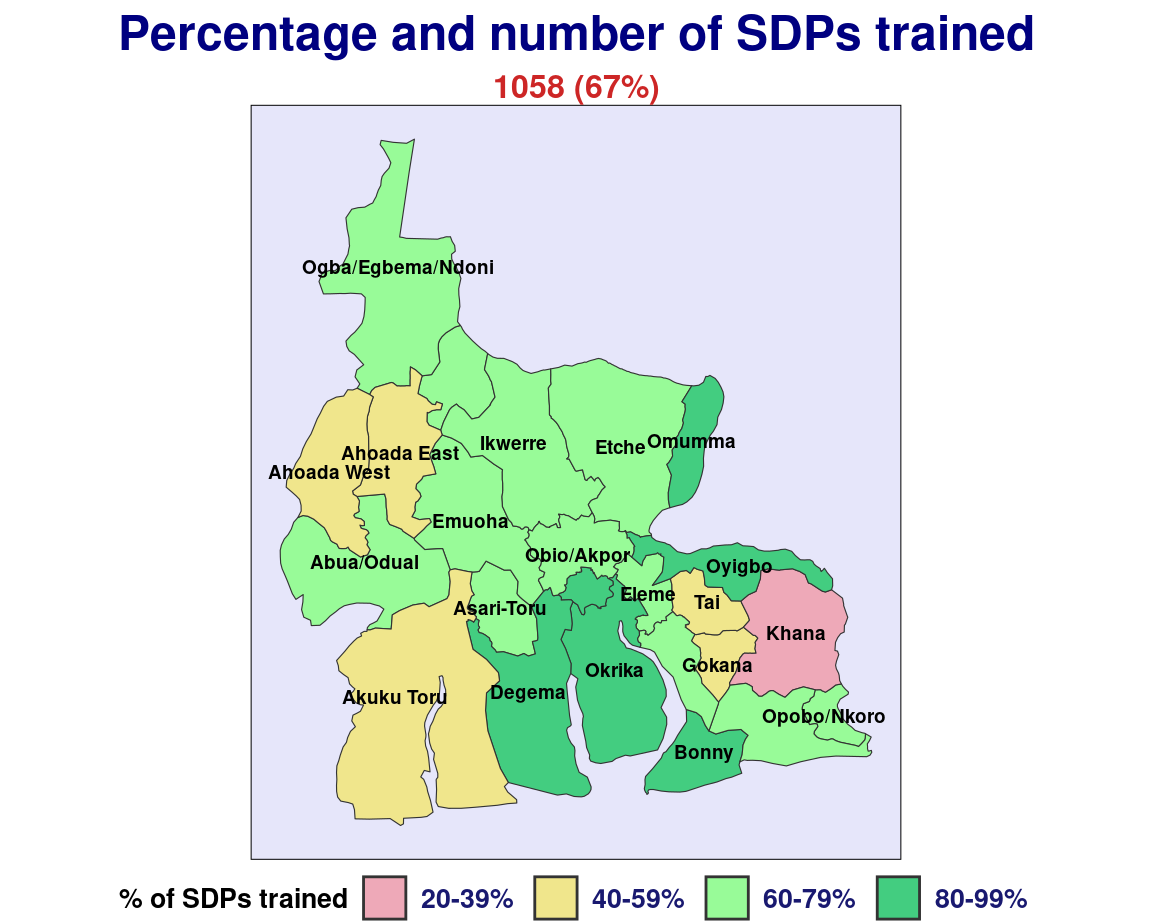 Percentage and number of SDPs trained
1058 (67%)
Ogba/Egbema/Ndoni
Ikwerre
Etche
Omumma
Ahoada East
Ahoada West
Emuoha
Obio/Akpor
Abua/Odual
Oyigbo
Eleme
Tai
Asari-Toru
Khana
Gokana
Okrika
Degema
Akuku Toru
Opobo/Nkoro
Bonny
% of SDPs trained 20-39% 40-59% 60-79% 80-99%